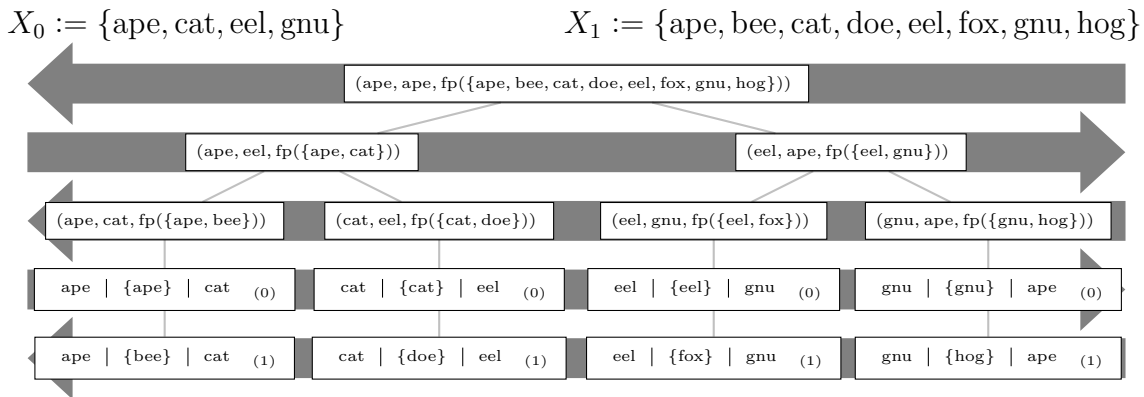 X₀ := {ape, cat, eel, gnu} X₁ := {ape, bee, cat, doe, eel, fox, gnu, hog}
(ape, ape, fp({ape, bee, cat, doe, eel, fox, gnu, hog}))
(ape, eel, fp({ape, cat})) (eel, ape, fp({eel, gnu}))
(ape, cat, fp({ape, bee})) (cat, eel, fp({cat, doe})) (eel, gnu, fp({eel, fox})) (gnu, ape, fp({gnu, hog}))
ape | {ape} | cat (0) cat | {cat} | eel (0) eel | {eel} | gnu (0) gnu | {gnu} | ape (0)
ape | {bee} | cat (1) cat | {doe} | eel (1) eel | {fox} | gnu (1) gnu | {hog} | ape (1)